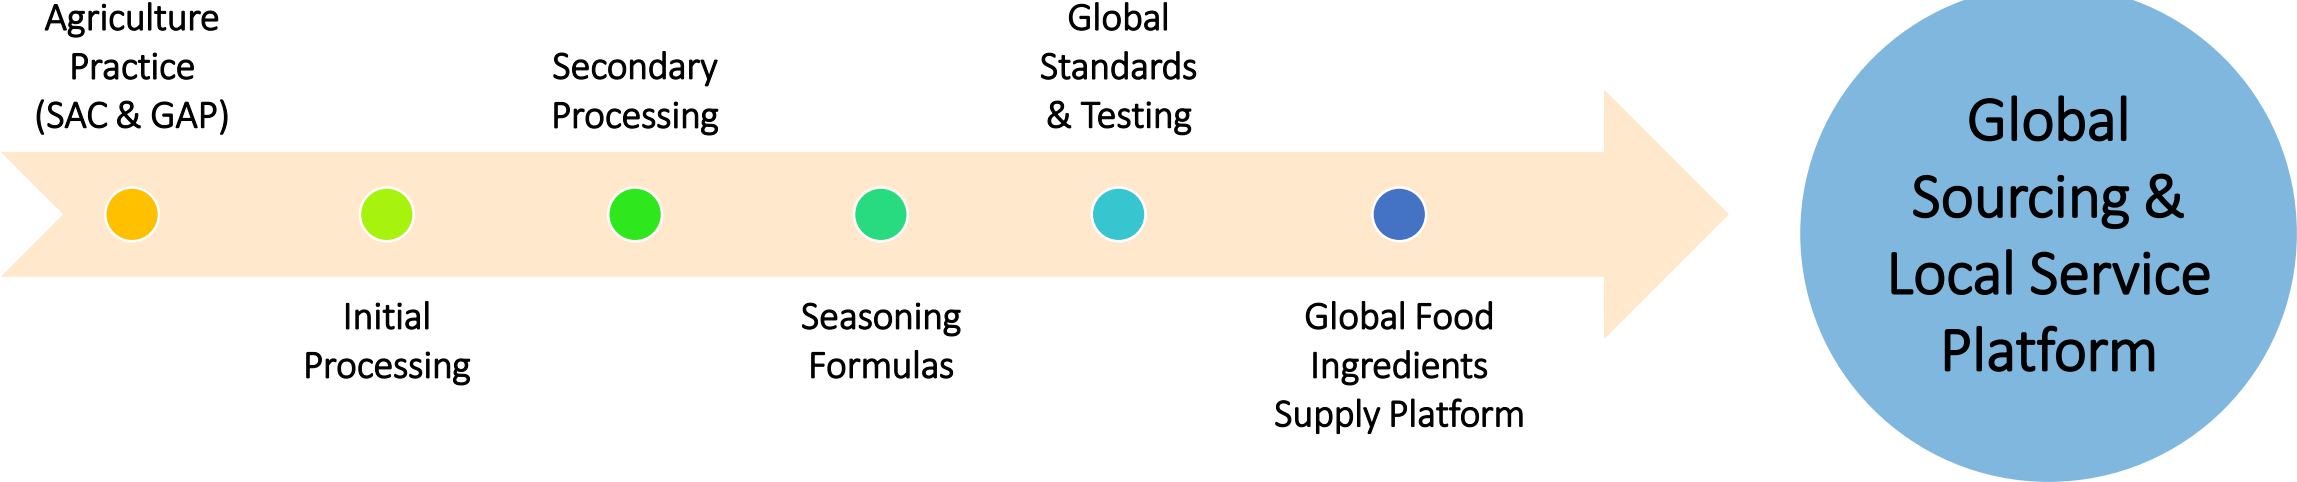 Agriculture
Practice
(SAC & GAP)
Initial
Processing
Secondary
Processing
Seasoning
Formulas
Global
Standards
& Testing
Global Food
Ingredients
Supply Platform
Global
Sourcing &
Local Service
Platform